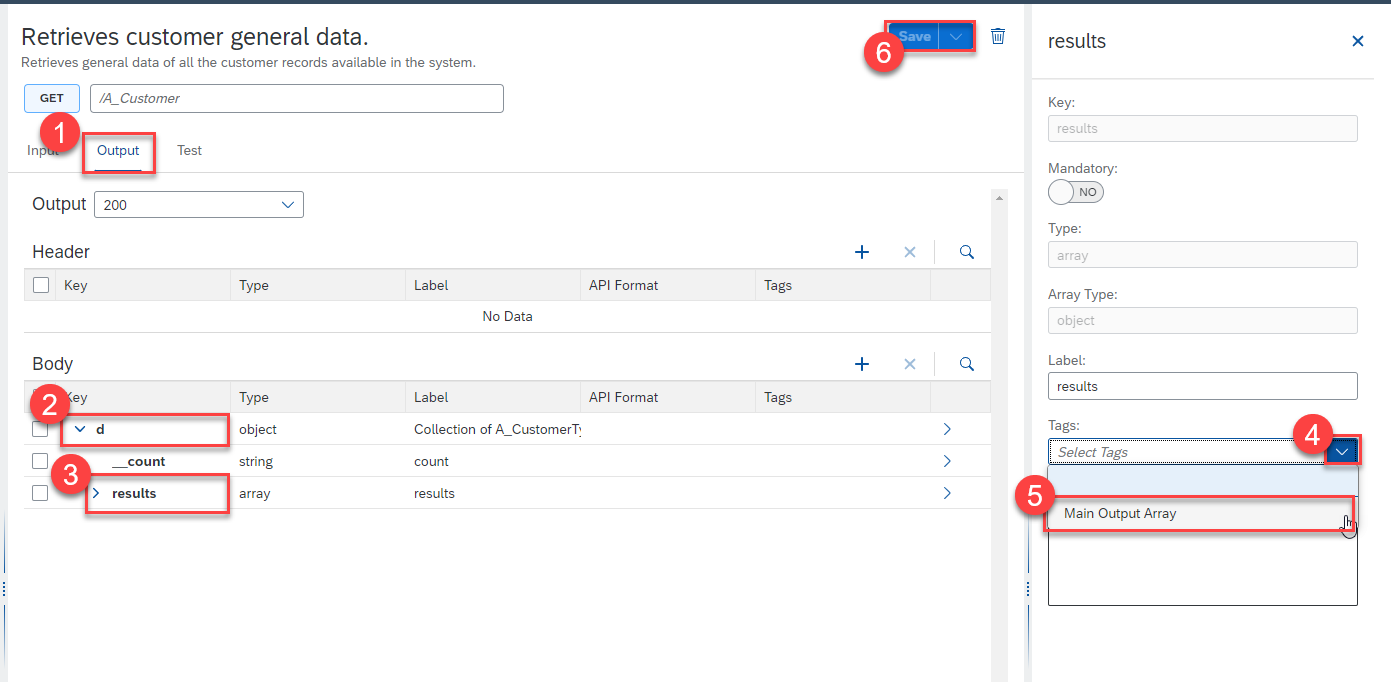 Retrieves customer general data.
Retrieves general data of all the customer records available in the system.
6
Save
GET
/A_Customer
1
Input
Output
Test
Output
200
Header
Key
Type
Label
API Format
Tags
No Data
Body
2
Key
Type
Label
API Format
Tags
d
object
Collection of A_CustomerTy
3
__count
string
count
results
array
results
results
Key:
results
Mandatory:
NO
Type:
array
Array Type:
object
Label:
results
Tags:
4
Select Tags
5
Main Output Array